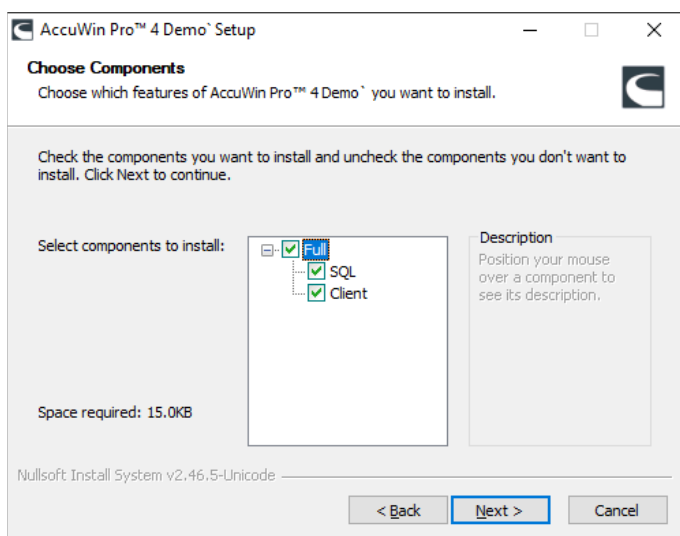 AccuWin Pro™ 4 Demo` Setup
Choose Components
Choose which features of AccuWin Pro™ 4 Demo` you want to install.
Check the components you want to install and uncheck the components you don't want to
install. Click Next to continue.
Select components to install:
Full
SQL
Client
Description
Position your mouse
over a component to
see its description.
Space required: 15.0KB
Nullsoft Install System v2.46.5-Unicode
< Back
Next >
Cancel